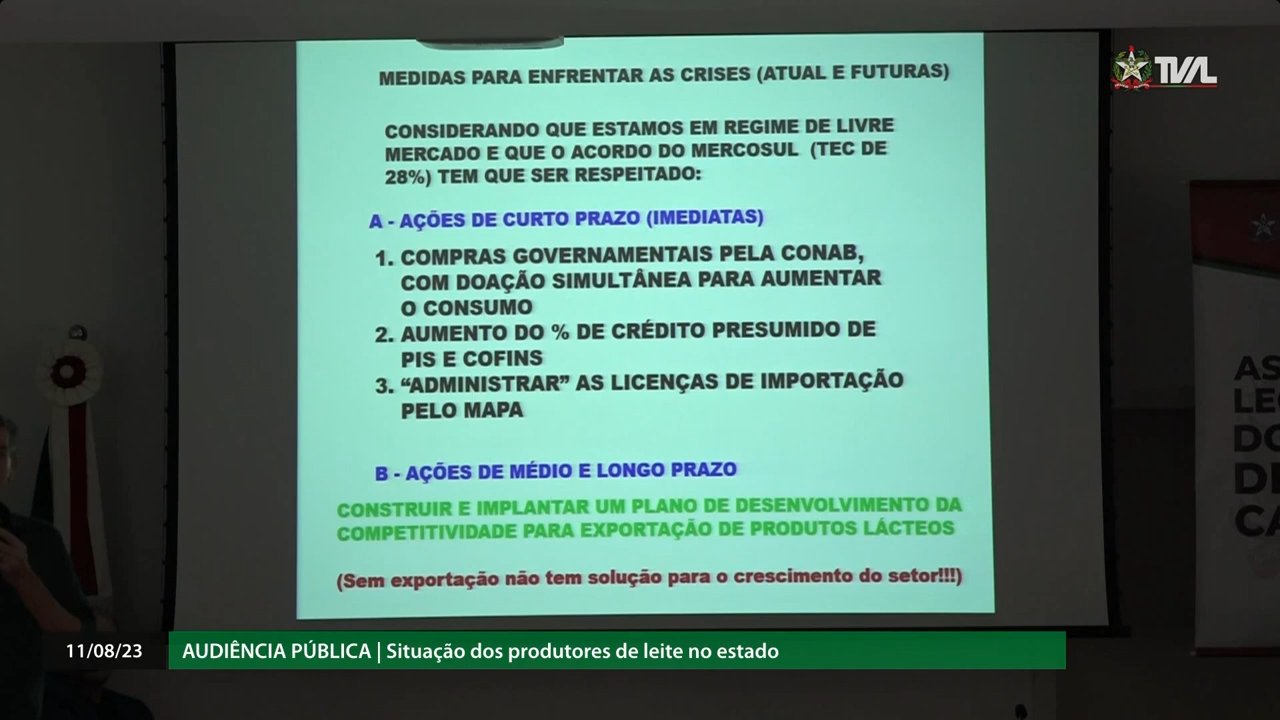 MEDIDAS PARA ENFRENTAR AS CRISES (ATUAL E FUTURAS)
CONSIDERANDO QUE ESTAMOS EM REGIME DE LIVRE
MERCADO E QUE O ACORDO DO MERCOSUL (TEC DE
28%) TEM QUE SER RESPEITADO:
A - AÇÕES DE CURTO PRAZO (IMEDIATAS)
1. COMPRAS GOVERNAMENTAIS PELA CONAB,
COM DOAÇÃO SIMULTÂNEA PARA AUMENTAR
O CONSUMO
2. AUMENTO DO % DE CRÉDITO PRESUMIDO DE
PIS E COFINS
3. “ADMINISTRAR” AS LICENÇAS DE IMPORTAÇÃO
PELO MAPA
B - AÇÕES DE MÉDIO E LONGO PRAZO
CONSTRUIR E IMPLANTAR UM PLANO DE DESENVOLVIMENTO DA
COMPETITIVIDADE PARA EXPORTAÇÃO DE PRODUTOS LÁCTEOS
(Sem exportação não tem solução para o crescimento do setor!!!)
TVAL
AS
LE
DO
DE
CA
11/08/23
AUDIÊNCIA PÚBLICA | Situação dos produtores de leite no estado